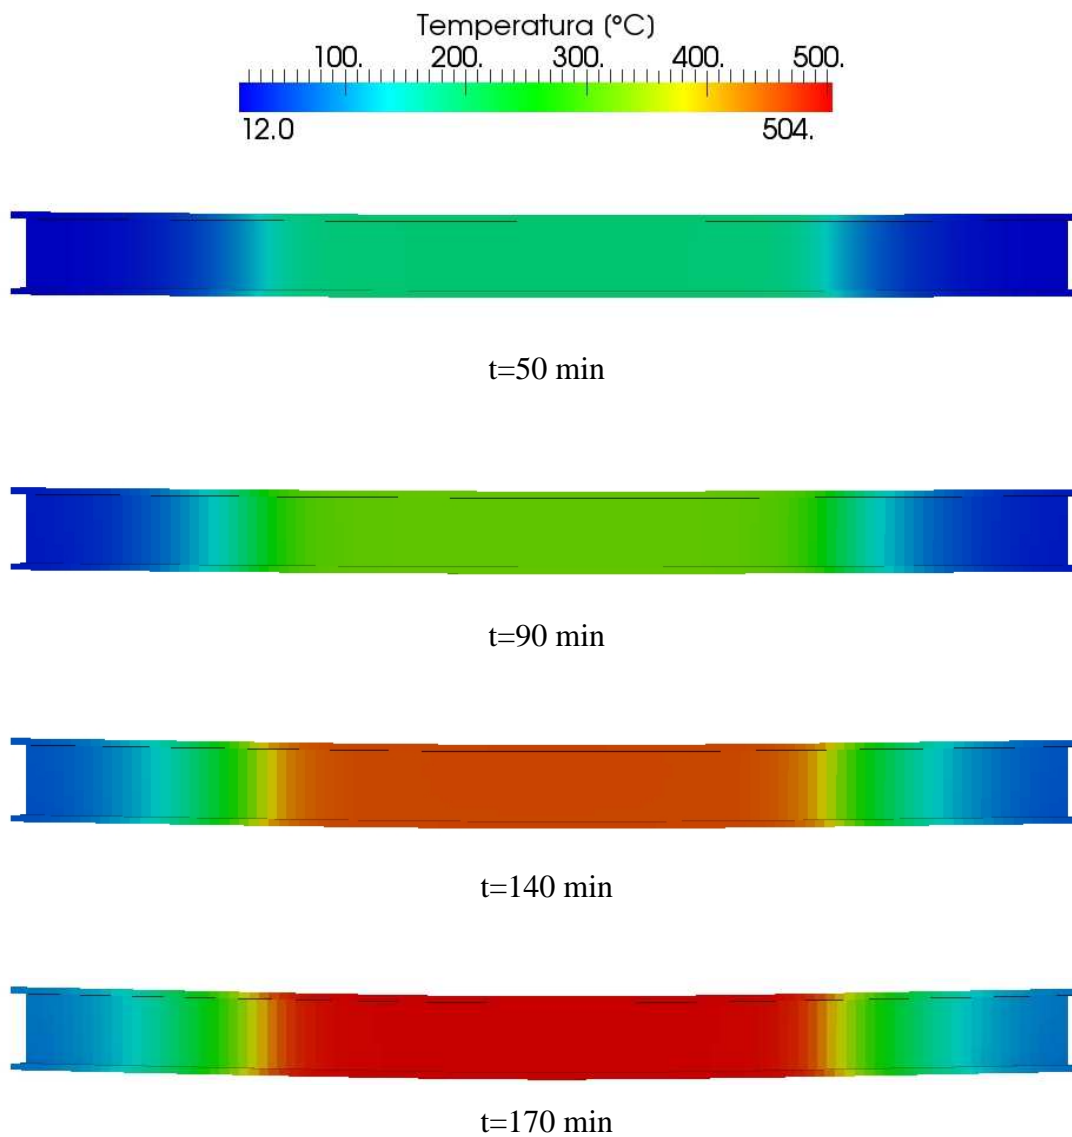 Temperatura (°C)
100. 200. 300. 400. 500.
12.0 504.
t=50 min
t=90 min
t=140 min
t=170 min